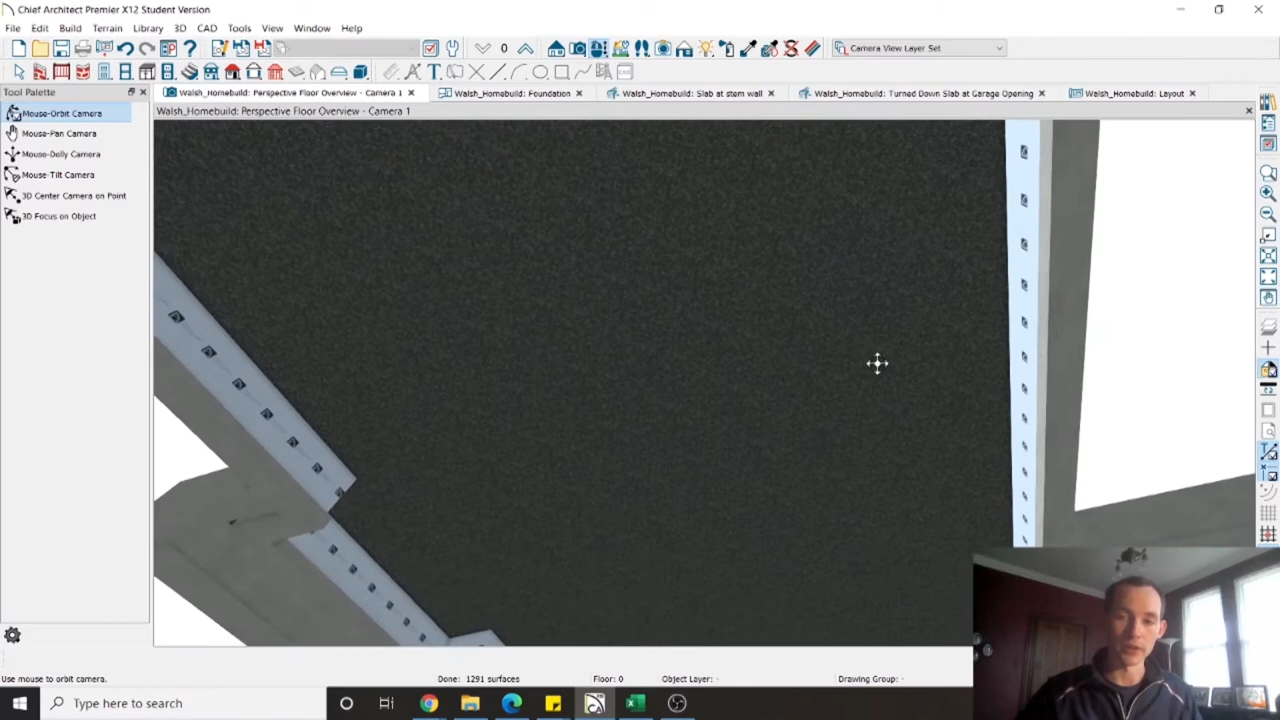 Chief Architect Premier X12 Student Version
File Edit Build Terrain Library 3D CAD Tools View Window Help
0
Camera View Layer Set
Tool Palette
Walsh_Homebuild: Perspective Floor Overview - Camera 1
Walsh_Homebuild: Foundation
Walsh_Homebuild: Slab at stem wall
Walsh_Homebuild: Turned Down Slab at Garage Opening
Walsh_Homebuild: Layout
Walsh_Homebuild: Perspective Floor Overview - Camera 1
Mouse-Orbit Camera
Mouse-Pan Camera
Mouse-Dolly Camera
Mouse-Tilt Camera
3D Center Camera on Point
3D Focus on Object
Use mouse to orbit camera.
Done: 1291 surfaces
Floor: 0
Object Layer: -
Drawing Group: -
Type here to search